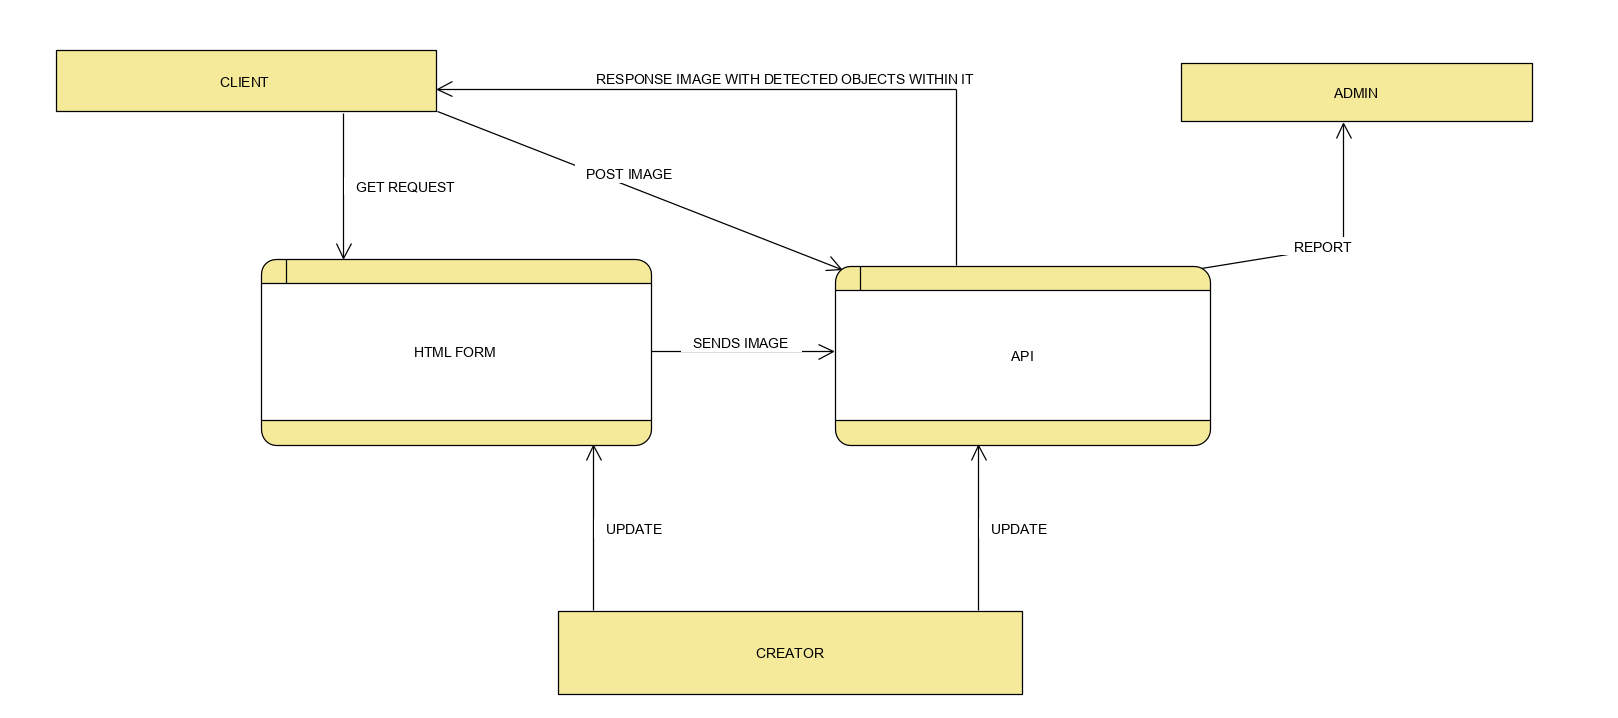 CLIENT
RESPONSE IMAGE WITH DETECTED OBJECTS WITHIN IT
ADMIN
POST IMAGE
GET REQUEST
REPORT
HTML FORM
SENDS IMAGE
API
UPDATE
UPDATE
CREATOR